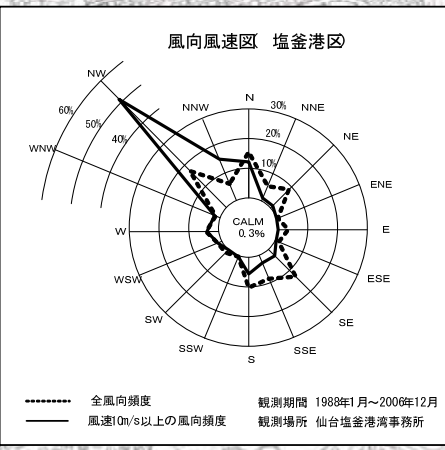 風向風速図( 塩釜港区)
NW
N
NNW
NNE
30%
60%
50%
40%
20%
NE
WNW
10%
ENE
CALM
0.3%
W
E
WSW
ESE
SW
SE
SSW
SSE
S
全風向頻度
観測期間 1988年1月~2006年12月
風速10m/s以上の風向頻度
観測場所 仙台塩釜港湾事務所